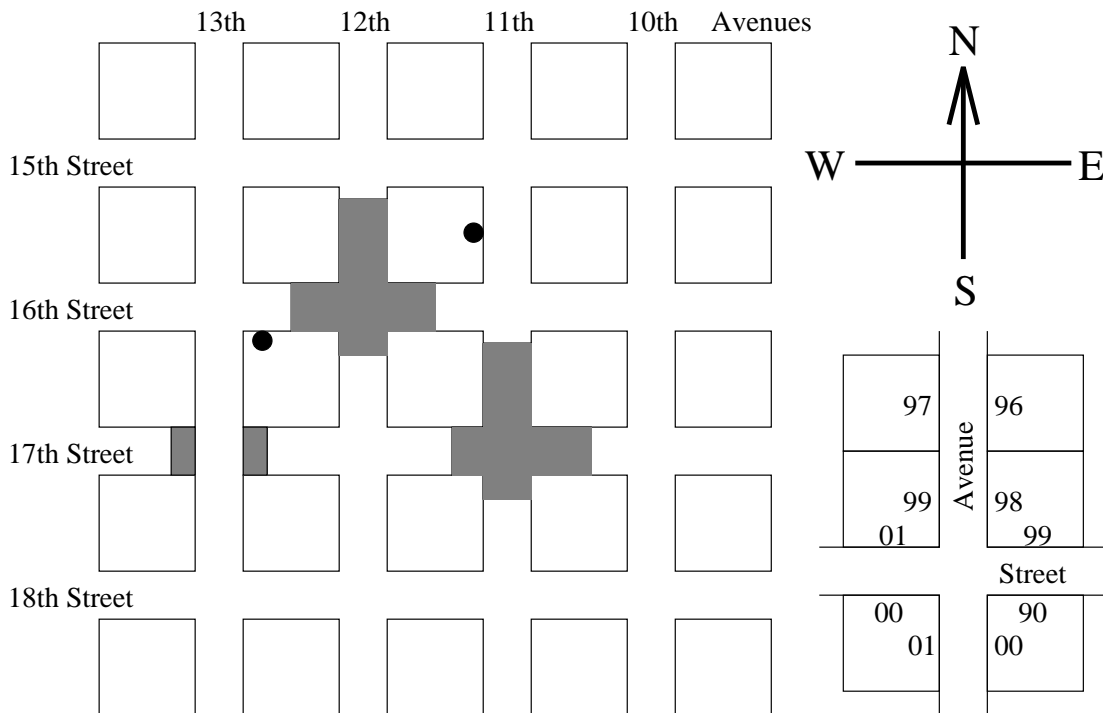 13th 12th 11th 10th Avenues
N
15th Street
W E
S
16th Street
97 96
17th Street
Avenue
99 98
01 99
Street
18th Street
00 90
01 00